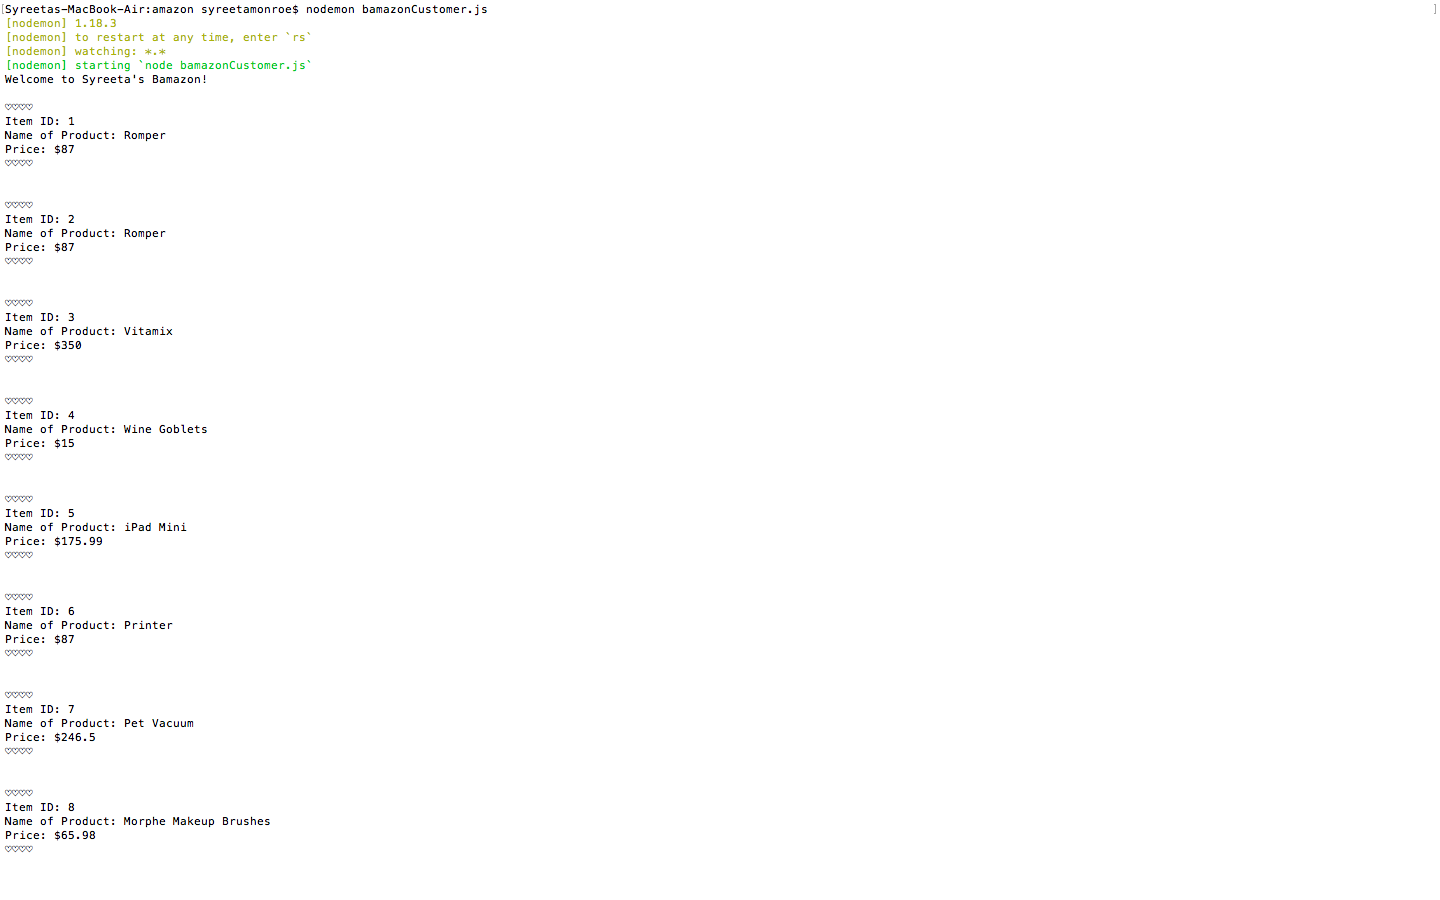 [Syreetas-MacBook-Air:amazon syreetamonroe$ nodemon bamazonCustomer.js ]
[nodemon] 1.18.3
[nodemon] to restart at any time, enter `rs`
[nodemon] watching: *.*
[nodemon] starting `node bamazonCustomer.js`
Welcome to Syreeta's Bamazon!
♡♡♡♡
Item ID: 1
Name of Product: Romper
Price: $87
♡♡♡♡
♡♡♡♡
Item ID: 2
Name of Product: Romper
Price: $87
♡♡♡♡
♡♡♡♡
Item ID: 3
Name of Product: Vitamix
Price: $350
♡♡♡♡
♡♡♡♡
Item ID: 4
Name of Product: Wine Goblets
Price: $15
♡♡♡♡
♡♡♡♡
Item ID: 5
Name of Product: iPad Mini
Price: $175.99
♡♡♡♡
♡♡♡♡
Item ID: 6
Name of Product: Printer
Price: $87
♡♡♡♡
♡♡♡♡
Item ID: 7
Name of Product: Pet Vacuum
Price: $246.5
♡♡♡♡
♡♡♡♡
Item ID: 8
Name of Product: Morphe Makeup Brushes
Price: $65.98
♡♡♡♡